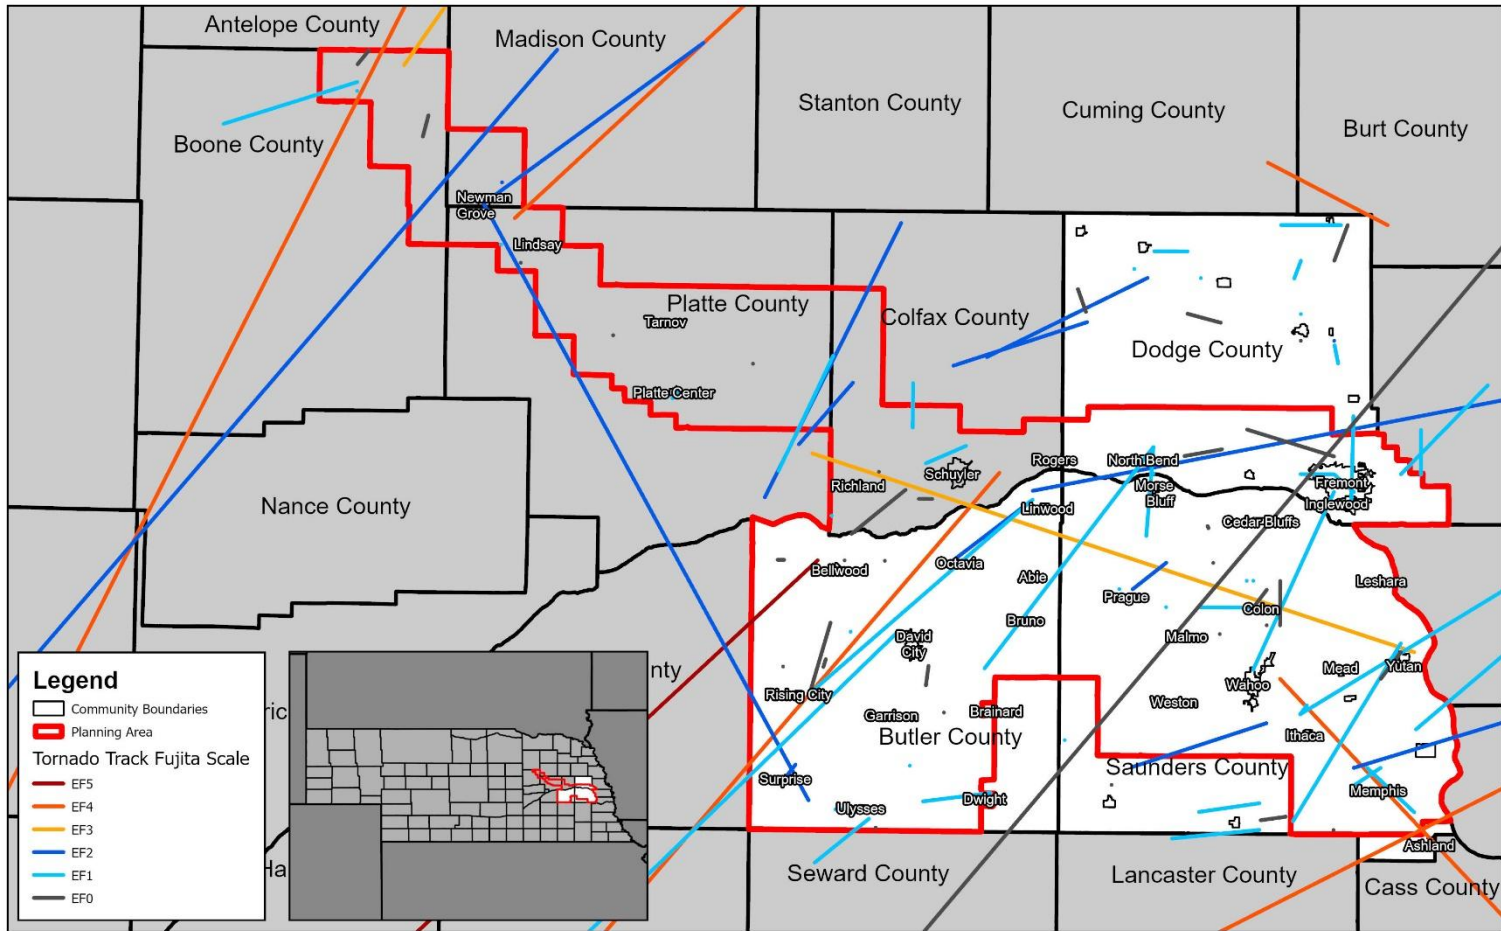 Antelope County
Madison County
Stanton County
Cuming County
Burt County
Boone County
Newman
Grove
Lindsay
Platte County
Tarnov
Colfax County
Dodge County
Platte Center
Nance County
Richland
Schuyler
Rogers
North Bend
Morse
Bluff
Fremont
Inglewood
Linwood
Cedar Bluffs
Bellwood
Octavia
Abie
Prague
Leshara
Colon
Bruno
Malmo
David
City
Mead
Yutan
Wahoo
Rising City
Weston
Garrison
Brainard
Ithaca
Butler County
Saunders County
Surprise
Ulysses
Dwight
Memphis
Ashland
Seward County
Lancaster County
Cass County
nty
ric
Ha
Legend
Community Boundaries
Planning Area
Tornado Track Fujita Scale
EF5
EF4
EF3
EF2
EF1
EF0